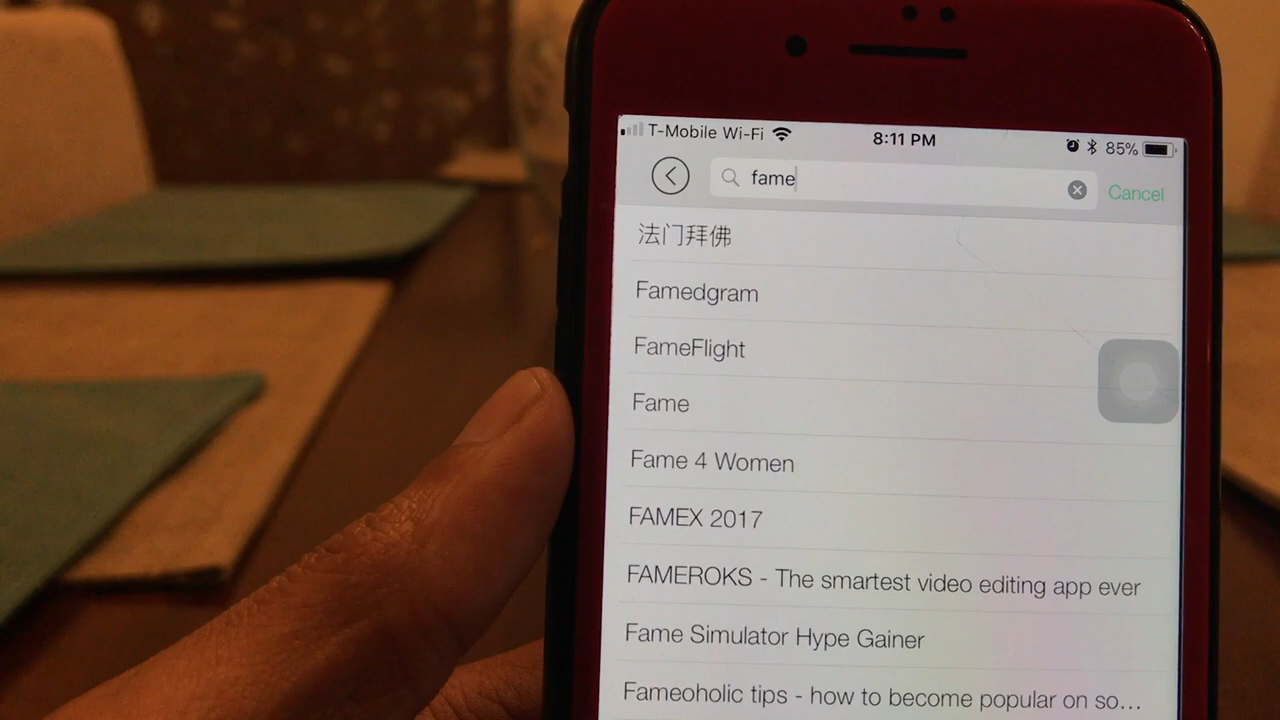 T-Mobile Wi-Fi 8:11 PM 85%
fame Cancel
法门拜佛
Famedgram
FameFlight
Fame
Fame 4 Women
FAMEX 2017
FAMEROKS - The smartest video editing app ever
Fame Simulator Hype Gainer
Fameoholic tips - how to become popular on so...